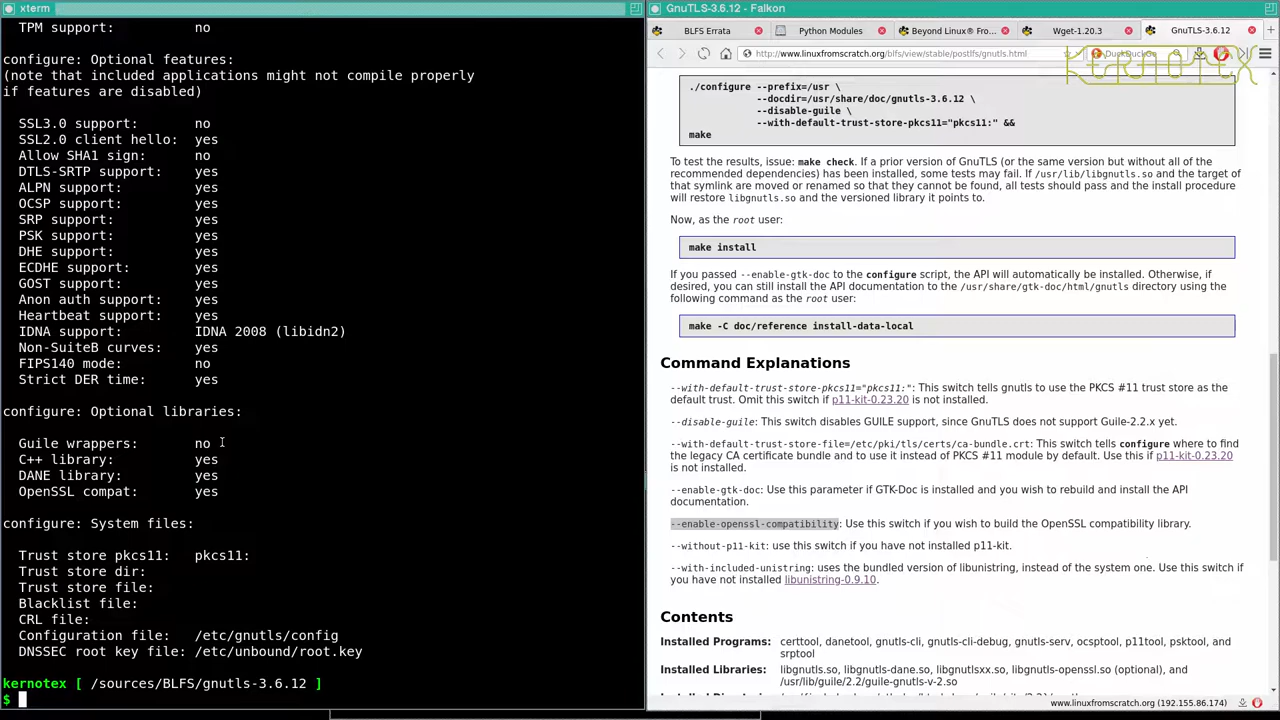 xterm
TPM support: no
configure: Optional features:
(note that included applications might not compile properly
if features are disabled)
SSL3.0 support: no
SSL2.0 client hello: yes
Allow SHA1 sign: no
DTLS-SRTP support: yes
ALPN support: yes
OCSP support: yes
SRP support: yes
PSK support: yes
DHE support: yes
ECDHE support: yes
GOST support: yes
Anon auth support: yes
Heartbeat support: yes
IDNA support: IDNA 2008 (libidn2)
Non-SuiteB curves: yes
FIPS140 mode: no
Strict DER time: yes
configure: Optional libraries:
Guile wrappers: no
C++ library: yes
DANE library: yes
OpenSSL compat: yes
configure: System files:
Trust store pkcs11: pkcs11:
Trust store dir:
Trust store file:
Blacklist file:
CRL file:
Configuration file: /etc/gnutls/config
DNSSEC root key file: /etc/unbound/root.key
kernotex [ /sources/BLFS/gnutls-3.6.12 ]
$
GnuTLS-3.6.12 - Falkon
BLFS Errata
Python Modules
Beyond Linux® Fro...
Wget-1.20.3
GnuTLS-3.6.12
http://www.linuxfromscratch.org/blfs/view/stable/postlfs/gnutls.html
DuckDuckGo
KERNOTEX
./configure --prefix=/usr \
--docdir=/usr/share/doc/gnutls-3.6.12 \
--disable-guile \
--with-default-trust-store-pkcs11="pkcs11:" &&
make
To test the results, issue: make check. If a prior version of GnuTLS (or the same version but without all of the
recommended dependencies) has been installed, some tests may fail. If /usr/lib/libgnutls.so and the target of
that symlink are moved or renamed so that they cannot be found, all tests should pass and the install procedure
will restore libgnutls.so and the versioned library it points to.
Now, as the root user:
make install
If you passed --enable-gtk-doc to the configure script, the API will automatically be installed. Otherwise, if
desired, you can still install the API documentation to the /usr/share/gtk-doc/html/gnutls directory using the
following command as the root user:
make -C doc/reference install-data-local
Command Explanations
--with-default-trust-store-pkcs11="pkcs11:": This switch tells gnutls to use the PKCS #11 trust store as the
default trust. Omit this switch if p11-kit-0.23.20 is not installed.
--disable-guile: This switch disables GUILE support, since GnuTLS does not support Guile-2.2.x yet.
--with-default-trust-store-file=/etc/pki/tls/certs/ca-bundle.crt: This switch tells configure where to find
the legacy CA certificate bundle and to use it instead of PKCS #11 module by default. Use this if p11-kit-0.23.20
is not installed.
--enable-gtk-doc: Use this parameter if GTK-Doc is installed and you wish to rebuild and install the API
documentation.
--enable-openssl-compatibility: Use this switch if you wish to build the OpenSSL compatibility library.
--without-p11-kit: use this switch if you have not installed p11-kit.
--with-included-unistring: uses the bundled version of libunistring, instead of the system one. Use this switch if
you have not installed libunistring-0.9.10.
Contents
Installed Programs: certtool, danetool, gnutls-cli, gnutls-cli-debug, gnutls-serv, ocsptool, p11tool, psktool, and
srptool
Installed Libraries: libgnutls.so, libgnutls-dane.so, libgnutlsxx.so, libgnutls-openssl.so (optional), and
/usr/lib/guile/2.2/guile-gnutls-v-2.so
www.linuxfromscratch.org (192.155.86.174)